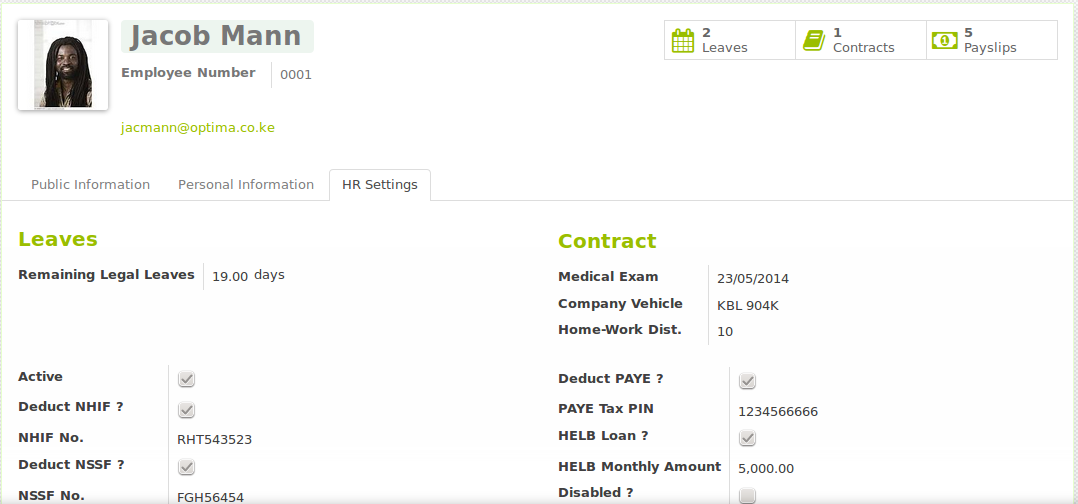 Jacob Mann
Employee Number 0001
jacmann@optima.co.ke
2 Leaves
1 Contracts
5 Payslips
Public Information Personal Information HR Settings
Leaves
Remaining Legal Leaves 19.00 days
Contract
Medical Exam 23/05/2014
Company Vehicle KBL 904K
Home-Work Dist. 10
Active
Deduct NHIF ?
NHIF No. RHT543523
Deduct NSSF ?
NSSF No. FGH56454
Deduct PAYE ?
PAYE Tax PIN 1234566666
HELB Loan ?
HELB Monthly Amount 5,000.00
Disabled ?